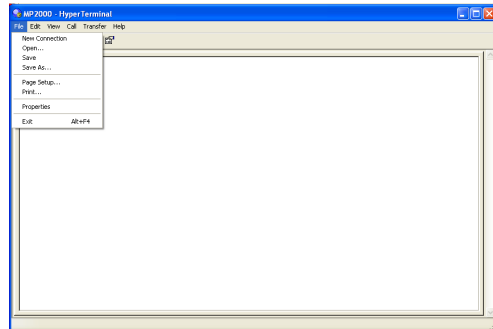 MP2000 - HyperTerminal
File Edit View Call Transfer Help
New Connection
Open...
Save
Save As...
Page Setup...
Print...
Properties
Exit Alt+F4